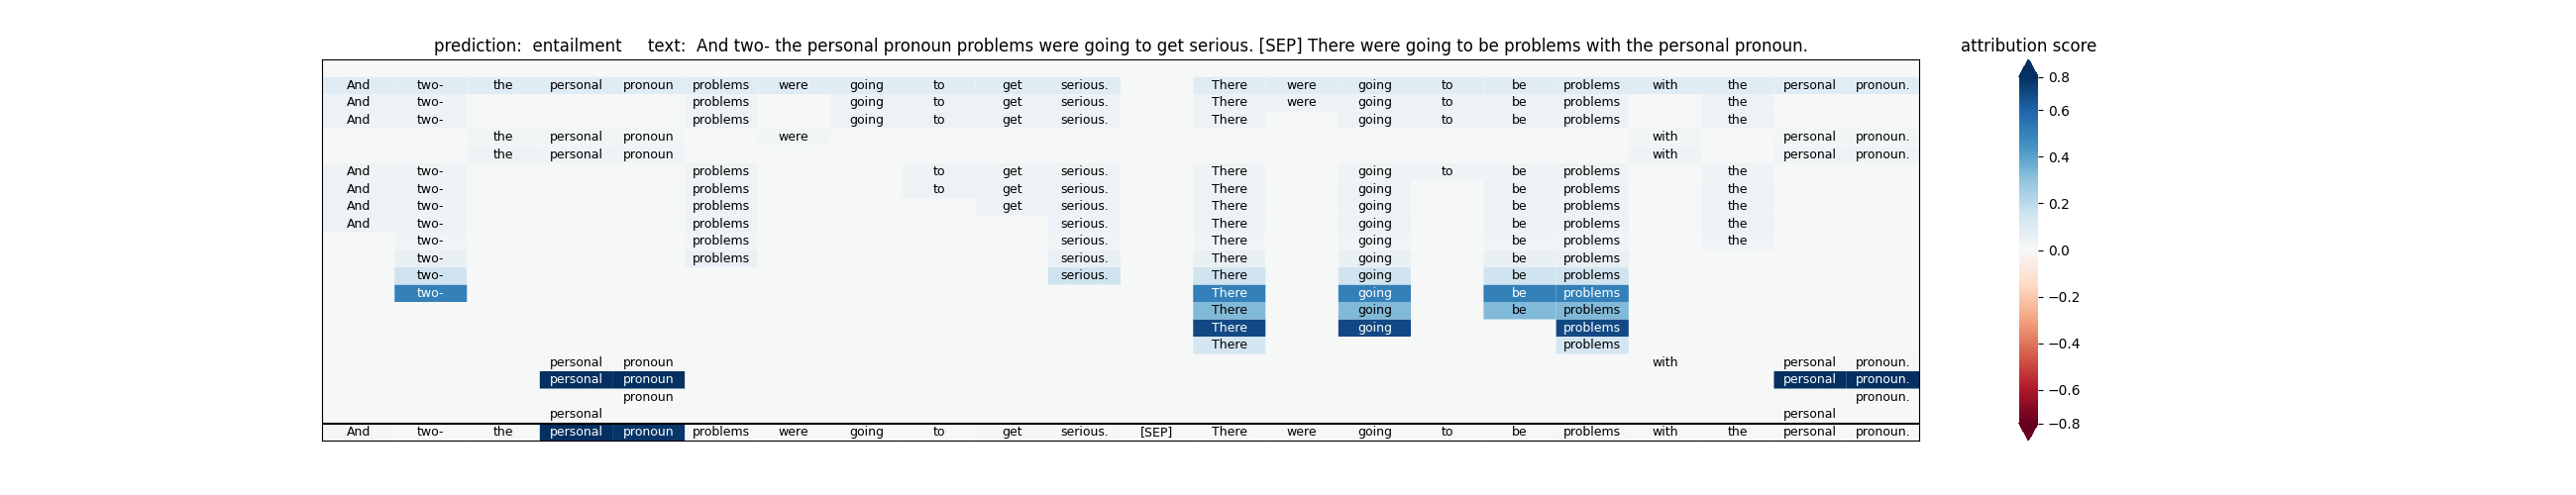 prediction: entailment text: And two- the personal pronoun problems were going to get serious. [SEP] There were going to be problems with the personal pronoun.
attribution score
And two- the personal pronoun problems were going to get serious. There were going to be problems with the personal pronoun.
And two- problems going to get serious. There were going to be problems the
And two- problems going to get serious. There going to be problems the
the personal pronoun were with personal pronoun.
the personal pronoun with personal pronoun.
And two- problems to get serious. There going to be problems the
And two- problems to get serious. There going be problems the
And two- problems get serious. There going be problems the
And two- problems serious. There going be problems the
two- problems serious. There going be problems the
two- problems serious. There going be problems
two- serious. There going be problems
two- There going be problems
There going be problems
There going problems
There problems
personal pronoun with personal pronoun.
personal pronoun personal pronoun.
pronoun pronoun.
personal personal
And two- the personal pronoun problems were going to get serious. [SEP] There were going to be problems with the personal pronoun.
0.8
0.6
0.4
0.2
0.0
−0.2
−0.4
−0.6
−0.8